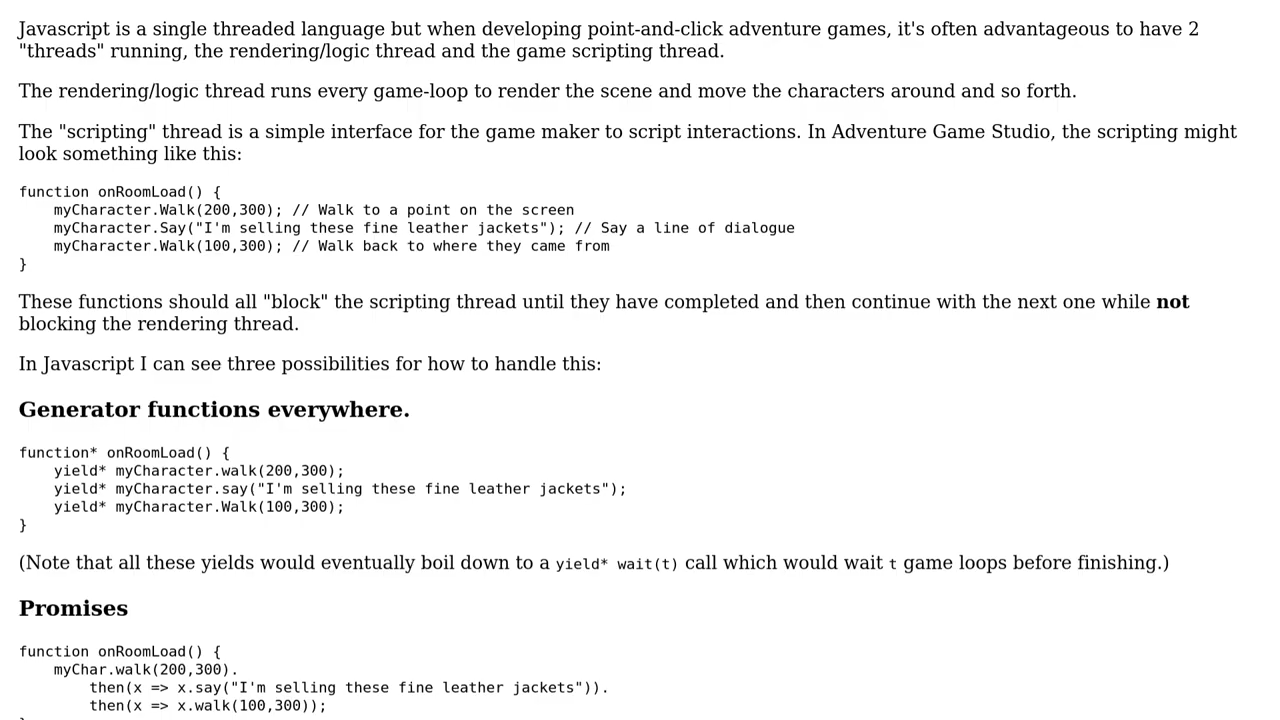 Javascript is a single threaded language but when developing point-and-click adventure games, it's often advantageous to have 2
"threads" running, the rendering/logic thread and the game scripting thread.
The rendering/logic thread runs every game-loop to render the scene and move the characters around and so forth.
The "scripting" thread is a simple interface for the game maker to script interactions. In Adventure Game Studio, the scripting might
look something like this:
function onRoomLoad() {
    myCharacter.Walk(200,300); // Walk to a point on the screen
    myCharacter.Say("I'm selling these fine leather jackets"); // Say a line of dialogue
    myCharacter.Walk(100,300); // Walk back to where they came from
}
These functions should all "block" the scripting thread until they have completed and then continue with the next one while not
blocking the rendering thread.
In Javascript I can see three possibilities for how to handle this:
Generator functions everywhere.
function* onRoomLoad() {
    yield* myCharacter.walk(200,300);
    yield* myCharacter.say("I'm selling these fine leather jackets");
    yield* myCharacter.Walk(100,300);
}
(Note that all these yields would eventually boil down to a yield* wait(t) call which would wait t game loops before finishing.)
Promises
function onRoomLoad() {
    myChar.walk(200,300).
        then(x => x.say("I'm selling these fine leather jackets")).
        then(x => x.walk(100,300));